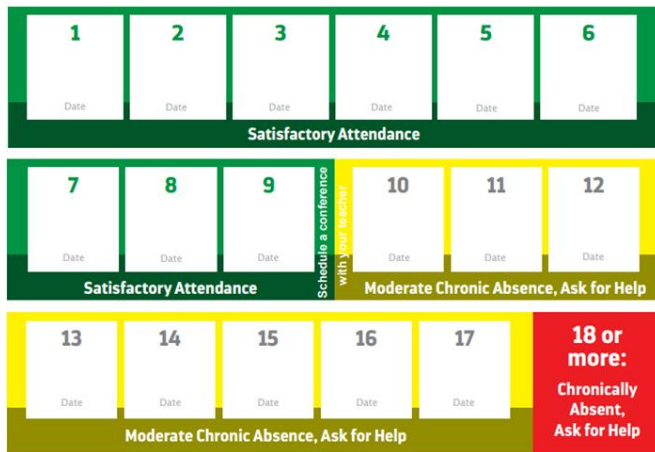 1 2 3 4 5 6
Date Date Date Date Date Date
Satisfactory Attendance
7 8 9
Date Date Date
Satisfactory Attendance
Schedule a conference
with your teacher
10 11 12
Date Date Date
Moderate Chronic Absence, Ask for Help
13 14 15 16 17
Date Date Date Date Date
Moderate Chronic Absence, Ask for Help
18 or
more:
Chronically
Absent,
Ask for Help